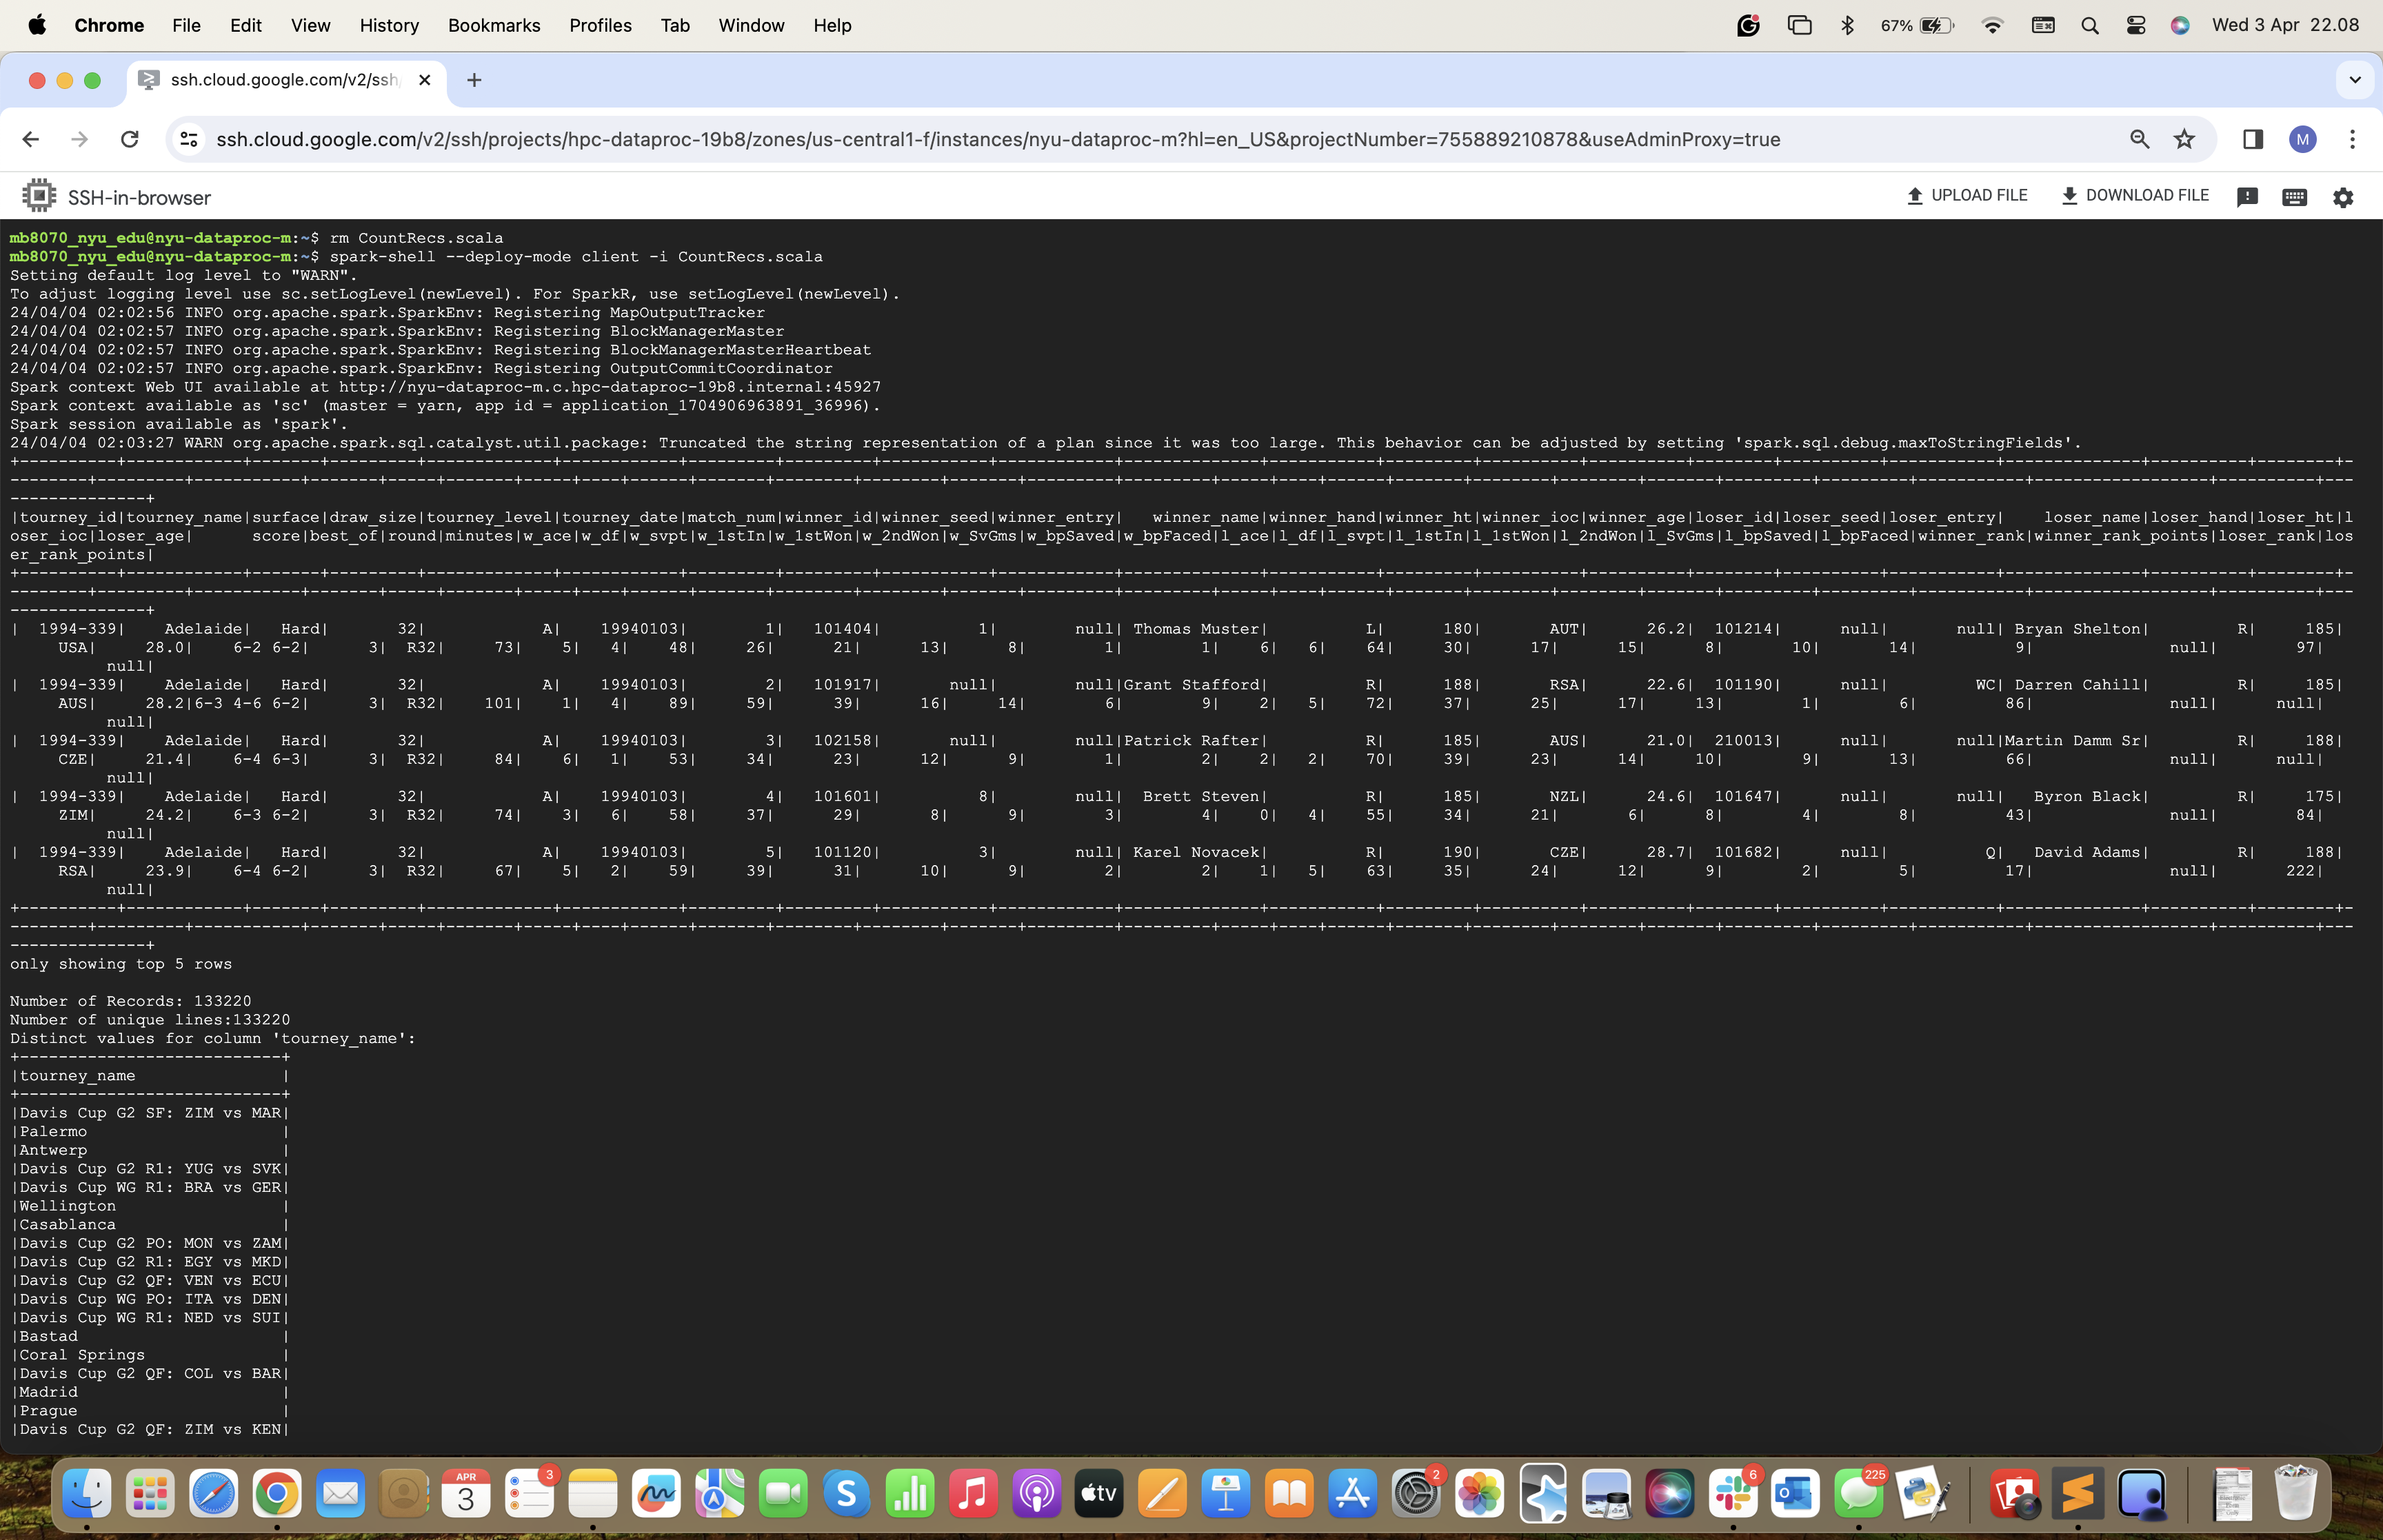 Chrome File Edit View History Bookmarks Profiles Tab Window Help 67% Wed 3 Apr 22.08
ssh.cloud.google.com/v2/ssh/
ssh.cloud.google.com/v2/ssh/projects/hpc-dataproc-19b8/zones/us-central1-f/instances/nyu-dataproc-m?hl=en_US&projectNumber=755889210878&useAdminProxy=true M
SSH-in-browser UPLOAD FILE DOWNLOAD FILE
mb8070_nyu_edu@nyu-dataproc-m:~$ rm CountRecs.scala
mb8070_nyu_edu@nyu-dataproc-m:~$ spark-shell --deploy-mode client -i CountRecs.scala
Setting default log level to "WARN".
To adjust logging level use sc.setLogLevel(newLevel). For SparkR, use setLogLevel(newLevel).
24/04/04 02:02:56 INFO org.apache.spark.SparkEnv: Registering MapOutputTracker
24/04/04 02:02:57 INFO org.apache.spark.SparkEnv: Registering BlockManagerMaster
24/04/04 02:02:57 INFO org.apache.spark.SparkEnv: Registering BlockManagerMasterHeartbeat
24/04/04 02:02:57 INFO org.apache.spark.SparkEnv: Registering OutputCommitCoordinator
Spark context Web UI available at http://nyu-dataproc-m.c.hpc-dataproc-19b8.internal:45927
Spark context available as 'sc' (master = yarn, app id = application_1704906963891_36996).
Spark session available as 'spark'.
24/04/04 02:03:27 WARN org.apache.spark.sql.catalyst.util.package: Truncated the string representation of a plan since it was too large. This behavior can be adjusted by setting 'spark.sql.debug.maxToStringFields'.
|tourney_id|tourney_name|surface|draw_size|tourney_level|tourney_date|match_num|winner_id|winner_seed|winner_entry| winner_name|winner_hand|winner_ht|winner_ioc|winner_age|loser_id|loser_seed|loser_entry| loser_name|loser_hand|loser_ht|l
oser_ioc|loser_age| score|best_of|round|minutes|w_ace|w_df|w_svpt|w_1stIn|w_1stWon|w_2ndWon|w_SvGms|w_bpSaved|w_bpFaced|l_ace|l_df|l_svpt|l_1stIn|l_1stWon|l_2ndWon|l_SvGms|l_bpSaved|l_bpFaced|winner_rank|winner_rank_points|loser_rank|los
er_rank_points|
| 1994-339| Adelaide| Hard| 32| A| 19940103| 1| 101404| 1| null| Thomas Muster| L| 180| AUT| 26.2| 101214| null| null| Bryan Shelton| R| 185|
USA| 28.0| 6-2 6-2| 3| R32| 73| 5| 4| 48| 26| 21| 13| 8| 1| 1| 6| 6| 64| 30| 17| 15| 8| 10| 14| 9| null| 97|
null|
| 1994-339| Adelaide| Hard| 32| A| 19940103| 2| 101917| null| null|Grant Stafford| R| 188| RSA| 22.6| 101190| null| WC| Darren Cahill| R| 185|
AUS| 28.2|6-3 4-6 6-2| 3| R32| 101| 1| 4| 89| 59| 39| 16| 14| 6| 9| 2| 5| 72| 37| 25| 17| 13| 1| 6| 86| null| null|
null|
| 1994-339| Adelaide| Hard| 32| A| 19940103| 3| 102158| null| null|Patrick Rafter| R| 185| AUS| 21.0| 210013| null| null|Martin Damm Sr| R| 188|
CZE| 21.4| 6-4 6-3| 3| R32| 84| 6| 1| 53| 34| 23| 12| 9| 1| 2| 2| 2| 70| 39| 23| 14| 10| 9| 13| 66| null| null|
null|
| 1994-339| Adelaide| Hard| 32| A| 19940103| 4| 101601| 8| null| Brett Steven| R| 185| NZL| 24.6| 101647| null| null| Byron Black| R| 175|
ZIM| 24.2| 6-3 6-2| 3| R32| 74| 3| 6| 58| 37| 29| 8| 9| 3| 4| 0| 4| 55| 34| 21| 6| 8| 4| 8| 43| null| 84|
null|
| 1994-339| Adelaide| Hard| 32| A| 19940103| 5| 101120| 3| null| Karel Novacek| R| 190| CZE| 28.7| 101682| null| Q| David Adams| R| 188|
RSA| 23.9| 6-4 6-2| 3| R32| 67| 5| 2| 59| 39| 31| 10| 9| 2| 2| 1| 5| 63| 35| 24| 12| 9| 2| 5| 17| null| 222|
null|
only showing top 5 rows
Number of Records: 133220
Number of unique lines:133220
Distinct values for column 'tourney_name':
|tourney_name |
|Davis Cup G2 SF: ZIM vs MAR|
|Palermo |
|Antwerp |
|Davis Cup G2 R1: YUG vs SVK|
|Davis Cup WG R1: BRA vs GER|
|Wellington |
|Casablanca |
|Davis Cup G2 PO: MON vs ZAM|
|Davis Cup G2 R1: EGY vs MKD|
|Davis Cup G2 QF: VEN vs ECU|
|Davis Cup WG PO: ITA vs DEN|
|Davis Cup WG R1: NED vs SUI|
|Bastad |
|Coral Springs |
|Davis Cup G2 QF: COL vs BAR|
|Madrid |
|Prague |
|Davis Cup G2 QF: ZIM vs KEN|
APR 3 3 tv 2 6 225